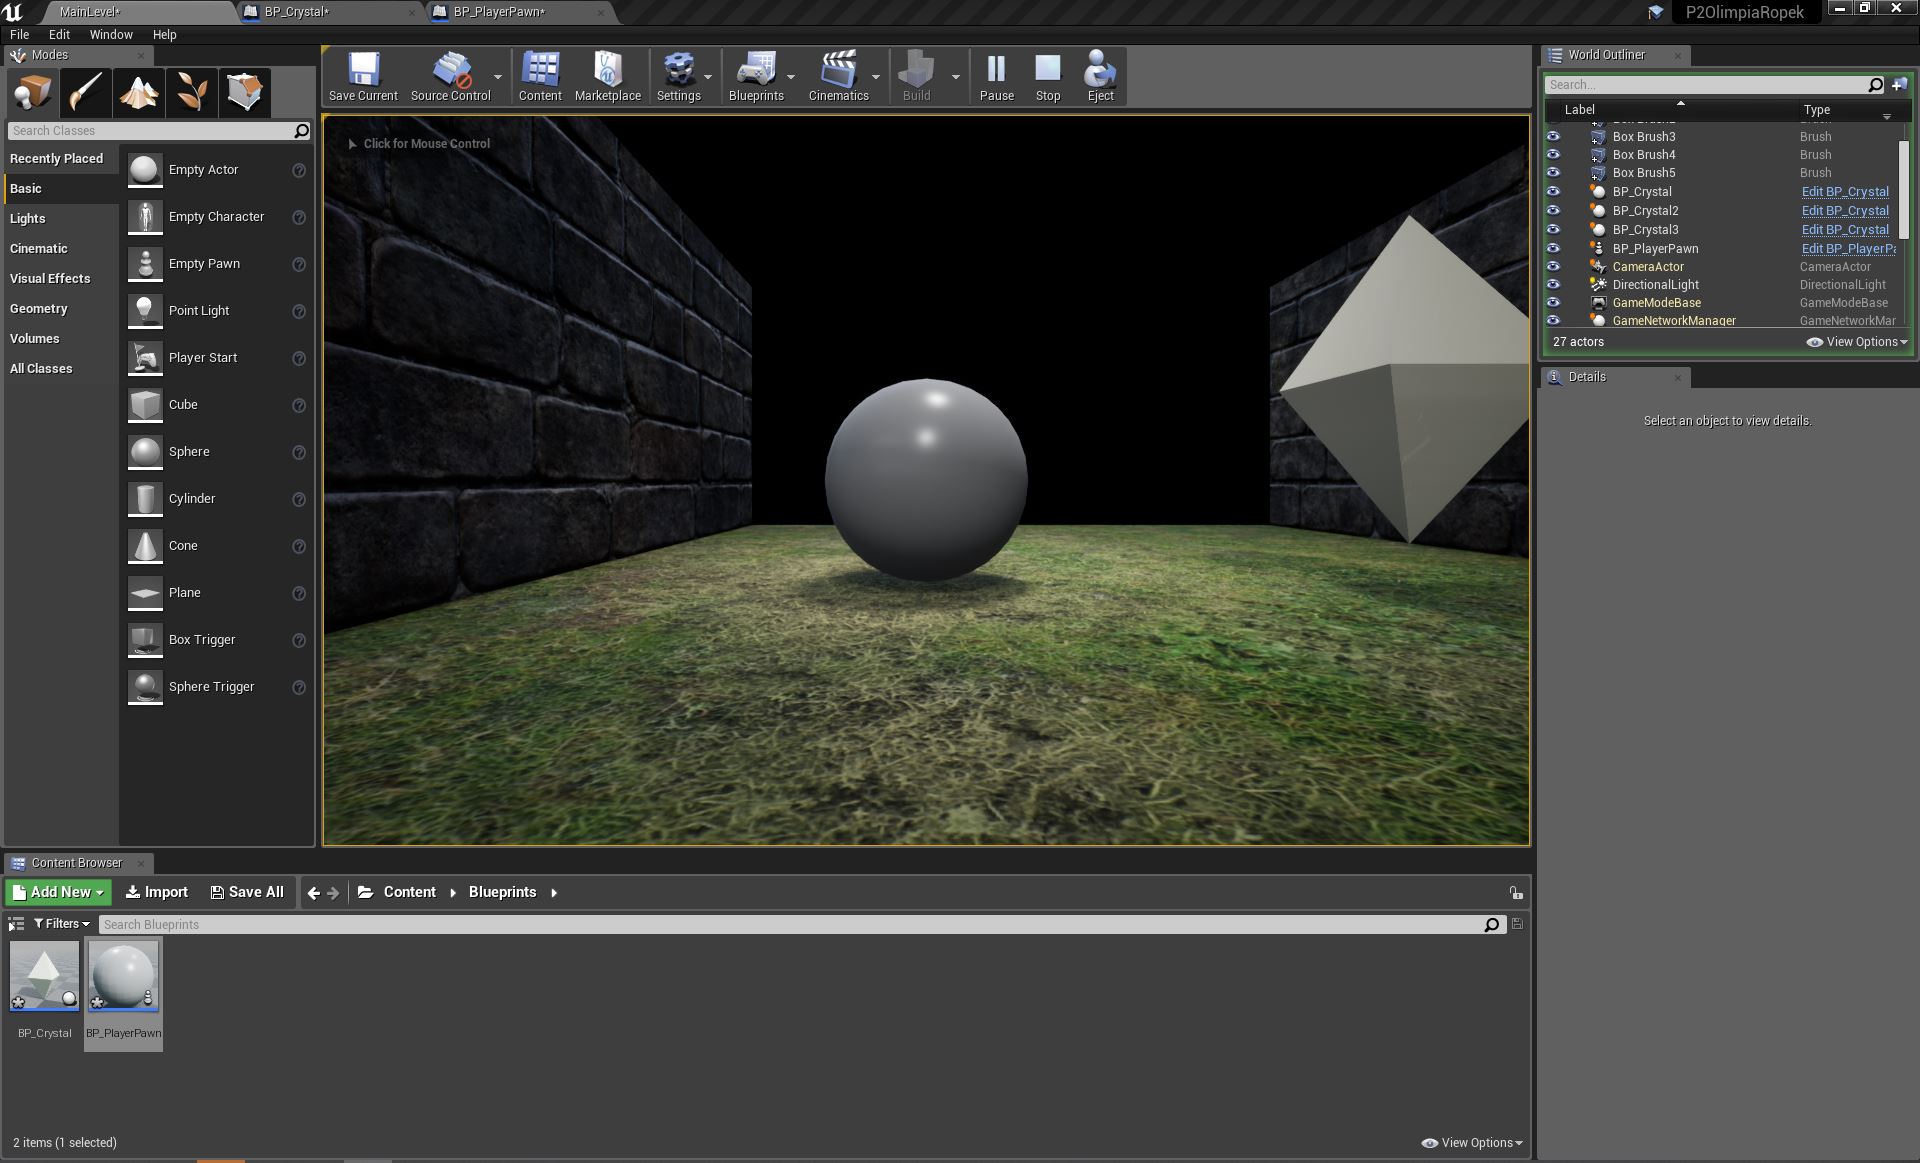 MainLevel*
BP_Crystal*
BP_PlayerPawn*
P2OlimpiaRopek
File Edit Window Help
Modes
Search Classes
Recently Placed
Basic
Lights
Cinematic
Visual Effects
Geometry
Volumes
All Classes
Empty Actor
Empty Character
Empty Pawn
Point Light
Player Start
Cube
Sphere
Cylinder
Cone
Plane
Box Trigger
Sphere Trigger
Save Current Source Control Content Marketplace Settings Blueprints Cinematics Build Pause Stop Eject
Click for Mouse Control
World Outliner
Search...
Label Type
Box Brush2 Brush
Box Brush3 Brush
Box Brush4 Brush
Box Brush5 Brush
BP_Crystal Edit BP_Crystal
BP_Crystal2 Edit BP_Crystal
BP_Crystal3 Edit BP_Crystal
BP_PlayerPawn Edit BP_PlayerPa
CameraActor CameraActor
DirectionalLight DirectionalLight
GameModeBase GameModeBase
GameNetworkManager GameNetworkMar
27 actors View Options
Details
Select an object to view details.
Content Browser
Add New Import Save All Content Blueprints
Filters Search Blueprints
BP_Crystal BP_PlayerPawn
2 items (1 selected) View Options